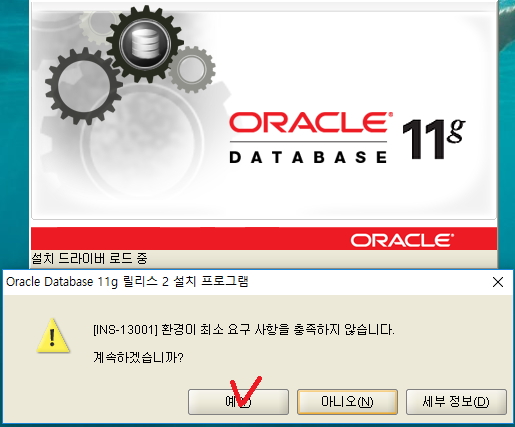 ORACLE
DATABASE 11g
ORACLE
설치 드라이버 로드 중
Oracle Database 11g 릴리스 2 설치 프로그램
[INS-13001] 환경이 최소 요구 사항을 충족하지 않습니다.
계속하겠습니까?
아니오(N)
세부 정보(D)